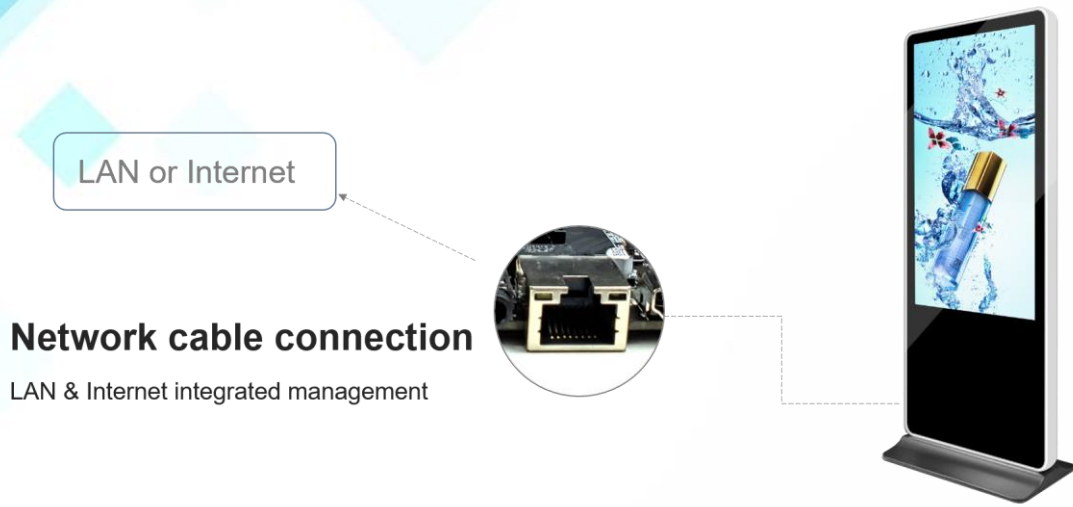 LAN or Internet
Network cable connection
LAN & Internet integrated management